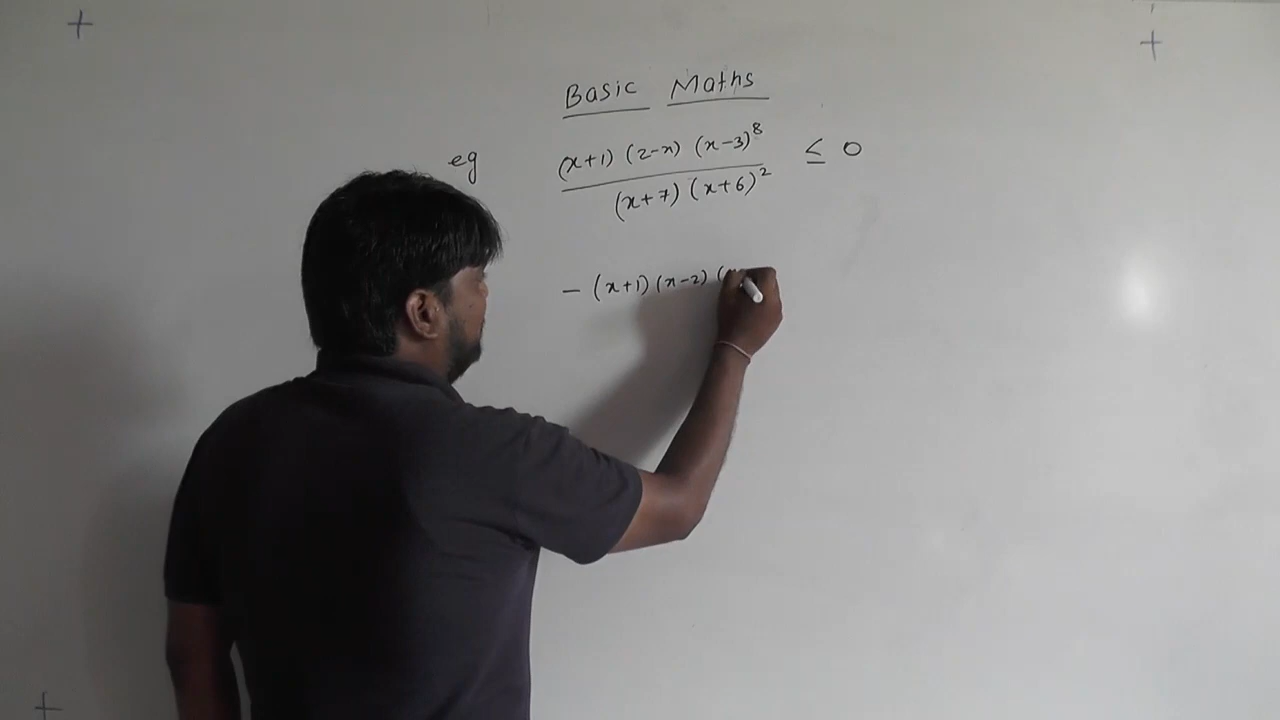 Basic Maths
eg (x+1) (2-x) (x-3)⁸ ≤ 0
(x+7) (x+6)²
- (x+1) (x-2) (